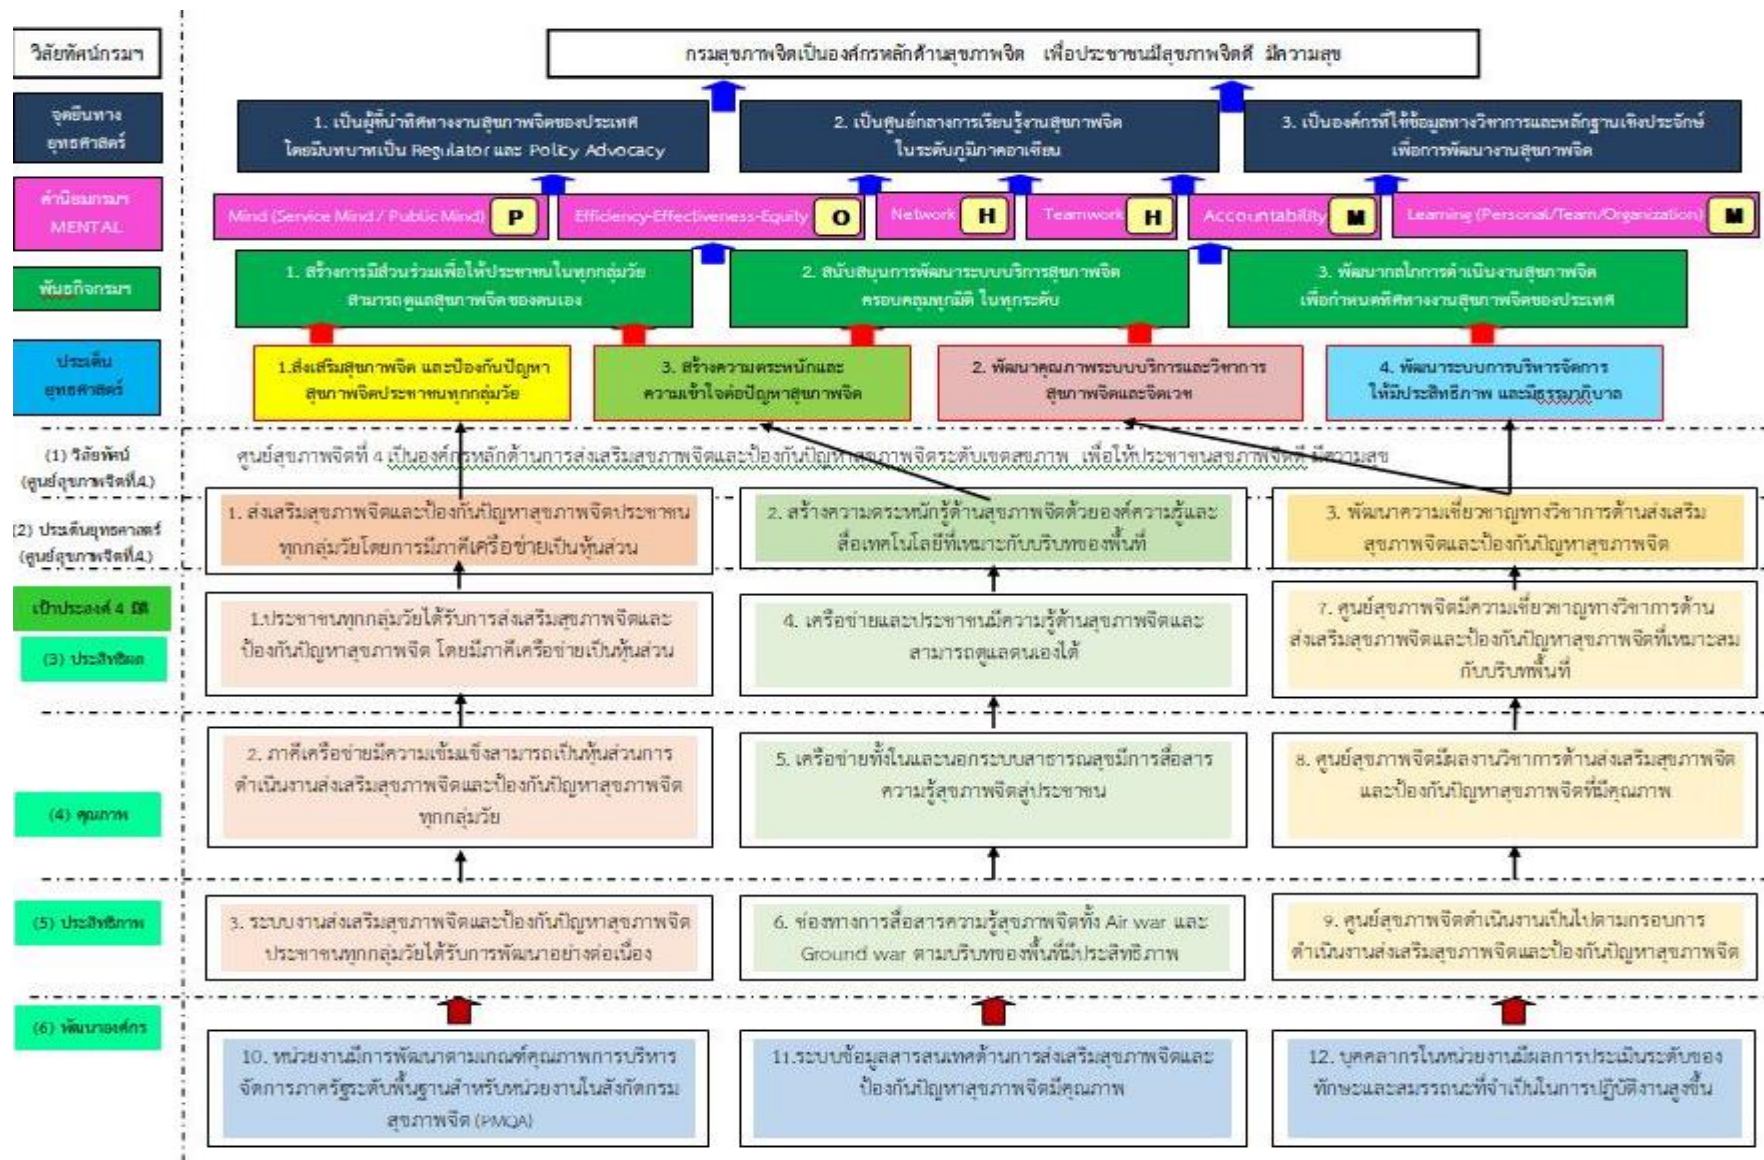 วิสัยทัศน์กรมฯ
กรมสุขภาพจิตเป็นองค์กรหลักด้านสุขภาพจิต เพื่อประชาชนมีสุขภาพจิตดี มีความสุข
จุดยืนทาง
ยุทธศาสตร์
1. เป็นผู้ชี้นำทิศทางงานสุขภาพจิตของประเทศ
โดยมีบทบาทเป็น Regulator และ Policy Advocacy
2. เป็นศูนย์กลางการเรียนรู้งานสุขภาพจิต
ในระดับภูมิภาคอาเซียน
3. เป็นองค์กรที่ใช้ข้อมูลทางวิชาการและหลักฐานเชิงประจักษ์
เพื่อการพัฒนางานสุขภาพจิต
ค่านิยมกรมฯ
MENTAL
Mind (Service Mind / Public Mind) P
Efficiency-Effectiveness-Equity O
Network H
Teamwork H
Accountability M
Learning (Personal/Team/Organization) M
พันธกิจกรมฯ
1. สร้างการมีส่วนร่วมเพื่อให้ประชาชนในทุกกลุ่มวัย
สามารถดูแลสุขภาพจิตของตนเอง
2. สนับสนุนการพัฒนาระบบบริการสุขภาพจิต
ครอบคลุมทุกมิติ ในทุกระดับ
3. พัฒนากลไกการดำเนินงานสุขภาพจิต
เพื่อกำหนดทิศทางงานสุขภาพจิตของประเทศ
ประเด็น
ยุทธศาสตร์
1.ส่งเสริมสุขภาพจิต และป้องกันปัญหา
สุขภาพจิตประชาชนทุกกลุ่มวัย
3. สร้างความตระหนักและ
ความเข้าใจต่อปัญหาสุขภาพจิต
2. พัฒนาคุณภาพระบบบริการและวิชาการ
สุขภาพจิตและจิตเวช
4. พัฒนาระบบการบริหารจัดการ
ให้มีประสิทธิภาพ และมีธรรมาภิบาล
(1) วิสัยทัศน์
(ศูนย์สุขภาพจิตที่4.)
ศูนย์สุขภาพจิตที่ 4 เป็นองค์กรหลักด้านการส่งเสริมสุขภาพจิตและป้องกันปัญหาสุขภาพจิตระดับเขตสุขภาพ เพื่อให้ประชาชนสุขภาพจิตดี มีความสุข
(2) ประเด็นยุทธศาสตร์
(ศูนย์สุขภาพจิตที่4.)
1. ส่งเสริมสุขภาพจิตและป้องกันปัญหาสุขภาพจิตประชาชน
ทุกกลุ่มวัยโดยการมีภาคีเครือข่ายเป็นหุ้นส่วน
2. สร้างความตระหนักรู้ด้านสุขภาพจิตด้วยองค์ความรู้และ
สื่อเทคโนโลยีที่เหมาะกับบริบทของพื้นที่
3. พัฒนาความเชี่ยวชาญทางวิชาการด้านส่งเสริม
สุขภาพจิตและป้องกันปัญหาสุขภาพจิต
เป้าประสงค์ 4 มิติ
(3) ประสิทธิผล
1.ประชาชนทุกกลุ่มวัยได้รับการส่งเสริมสุขภาพจิตและ
ป้องกันปัญหาสุขภาพจิต โดยมีภาคีเครือข่ายเป็นหุ้นส่วน
4. เครือข่ายและประชาชนมีความรู้ด้านสุขภาพจิตและ
สามารถดูแลตนเองได้
7. ศูนย์สุขภาพจิตมีความเชี่ยวชาญทางวิชาการด้าน
ส่งเสริมสุขภาพจิตและป้องกันปัญหาสุขภาพจิตที่เหมาะสม
กับบริบทพื้นที่
(4) คุณภาพ
2. ภาคีเครือข่ายมีความเข้มแข็งสามารถเป็นหุ้นส่วนการ
ดำเนินงานส่งเสริมสุขภาพจิตและป้องกันปัญหาสุขภาพจิต
ทุกกลุ่มวัย
5. เครือข่ายทั้งในและนอกระบบสาธารณสุขมีการสื่อสาร
ความรู้สุขภาพจิตสู่ประชาชน
8. ศูนย์สุขภาพจิตมีผลงานวิชาการด้านส่งเสริมสุขภาพจิต
และป้องกันปัญหาสุขภาพจิตที่มีคุณภาพ
(5) ประสิทธิภาพ
3. ระบบงานส่งเสริมสุขภาพจิตและป้องกันปัญหาสุขภาพจิต
ประชาชนทุกกลุ่มวัยได้รับการพัฒนาอย่างต่อเนื่อง
6. ช่องทางการสื่อสารความรู้สุขภาพจิตทั้ง Air war และ
Ground war ตามบริบทของพื้นที่มีประสิทธิภาพ
9. ศูนย์สุขภาพจิตดำเนินงานเป็นไปตามกรอบการ
ดำเนินงานส่งเสริมสุขภาพจิตและป้องกันปัญหาสุขภาพจิต
(6) พัฒนาองค์กร
10. หน่วยงานมีการพัฒนาตามเกณฑ์คุณภาพการบริหาร
จัดการภาครัฐระดับพื้นฐานสำหรับหน่วยงานในสังกัดกรม
สุขภาพจิต (PMQA)
11.ระบบข้อมูลสารสนเทศด้านการส่งเสริมสุขภาพจิตและ
ป้องกันปัญหาสุขภาพจิตมีคุณภาพ
12. บุคคลากรในหน่วยงานมีผลการประเมินระดับของ
ทักษะและสมรรถนะที่จำเป็นในการปฏิบัติงานสูงขึ้น